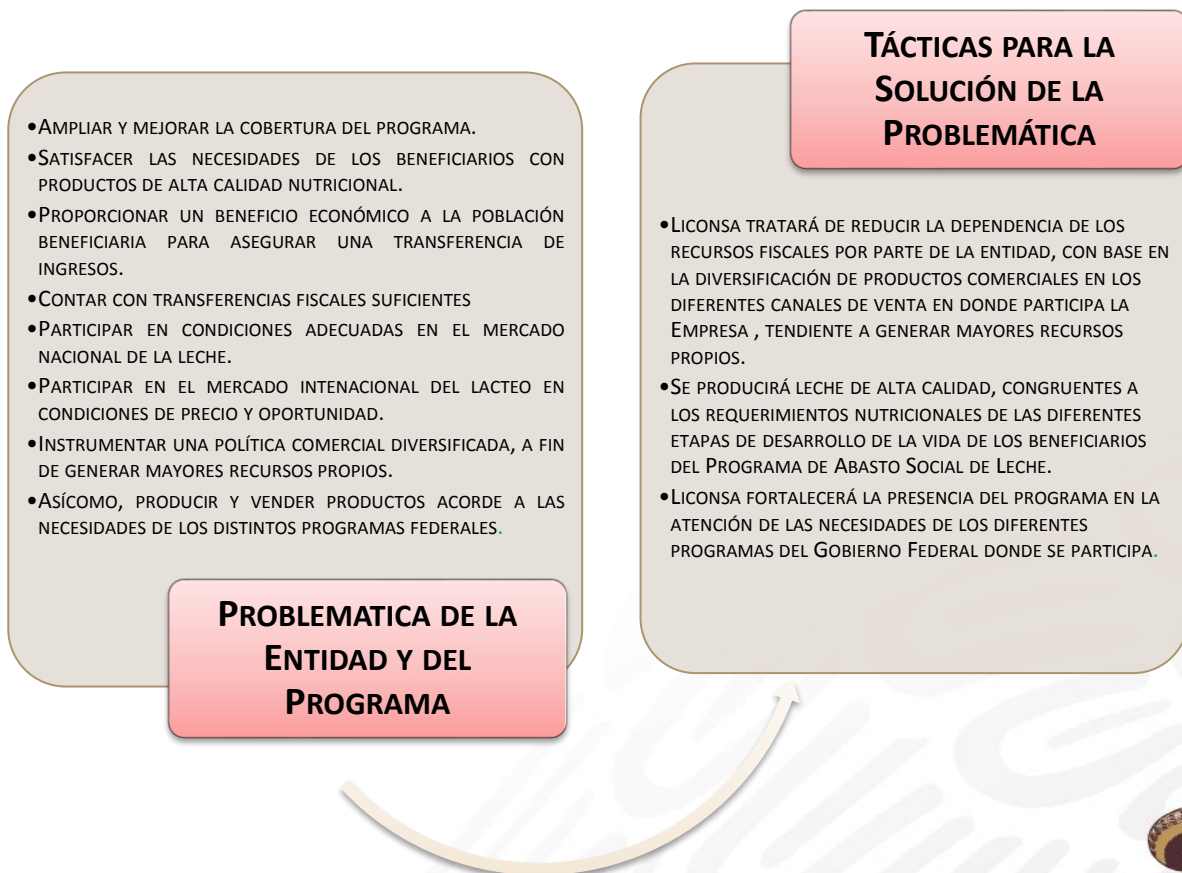 •AMPLIAR Y MEJORAR LA COBERTURA DEL PROGRAMA.
•SATISFACER LAS NECESIDADES DE LOS BENEFICIARIOS CON
PRODUCTOS DE ALTA CALIDAD NUTRICIONAL.
•PROPORCIONAR UN BENEFICIO ECONÓMICO A LA POBLACIÓN
BENEFICIARIA PARA ASEGURAR UNA TRANSFERENCIA DE
INGRESOS.
•CONTAR CON TRANSFERENCIAS FISCALES SUFICIENTES
•PARTICIPAR EN CONDICIONES ADECUADAS EN EL MERCADO
NACIONAL DE LA LECHE.
•PARTICIPAR EN EL MERCADO INTENACIONAL DEL LACTEO EN
CONDICIONES DE PRECIO Y OPORTUNIDAD.
•INSTRUMENTAR UNA POLÍTICA COMERCIAL DIVERSIFICADA, A FIN
DE GENERAR MAYORES RECURSOS PROPIOS.
•ASÍCOMO, PRODUCIR Y VENDER PRODUCTOS ACORDE A LAS
NECESIDADES DE LOS DISTINTOS PROGRAMAS FEDERALES.
PROBLEMATICA DE LA
ENTIDAD Y DEL
PROGRAMA
TÁCTICAS PARA LA
SOLUCIÓN DE LA
PROBLEMÁTICA
•LICONSA TRATARÁ DE REDUCIR LA DEPENDENCIA DE LOS
RECURSOS FISCALES POR PARTE DE LA ENTIDAD, CON BASE EN
LA DIVERSIFICACIÓN DE PRODUCTOS COMERCIALES EN LOS
DIFERENTES CANALES DE VENTA EN DONDE PARTICIPA LA
EMPRESA , TENDIENTE A GENERAR MAYORES RECURSOS
PROPIOS.
•SE PRODUCIRÁ LECHE DE ALTA CALIDAD, CONGRUENTES A
LOS REQUERIMIENTOS NUTRICIONALES DE LAS DIFERENTES
ETAPAS DE DESARROLLO DE LA VIDA DE LOS BENEFICIARIOS
DEL PROGRAMA DE ABASTO SOCIAL DE LECHE.
•LICONSA FORTALECERÁ LA PRESENCIA DEL PROGRAMA EN LA
ATENCIÓN DE LAS NECESIDADES DE LOS DIFERENTES
PROGRAMAS DEL GOBIERNO FEDERAL DONDE SE PARTICIPA.